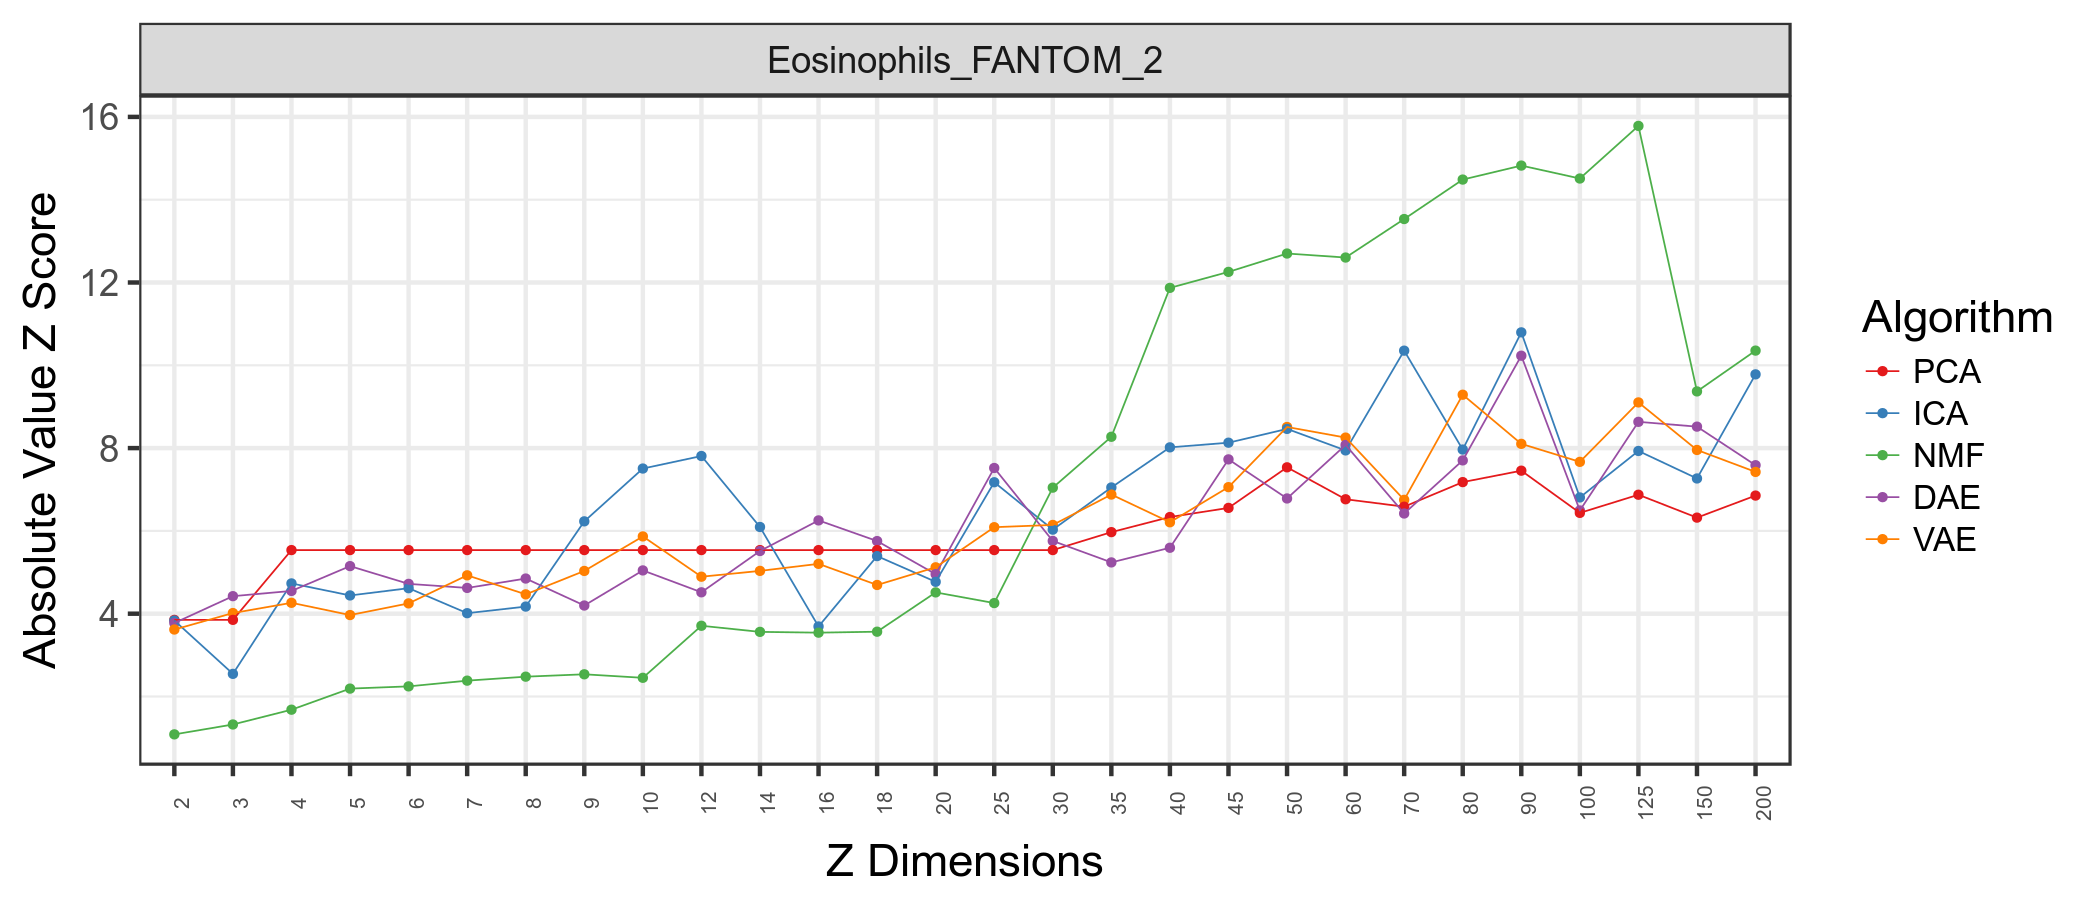 Eosinophils_FANTOM_2
16
12
8
4
Absolute Value Z Score
2 3 4 5 6 7 8 9 10 12 14 16 18 20 25 30 35 40 45 50 60 70 80 90 100 125 150 200
Z Dimensions
Algorithm
PCA
ICA
NMF
DAE
VAE